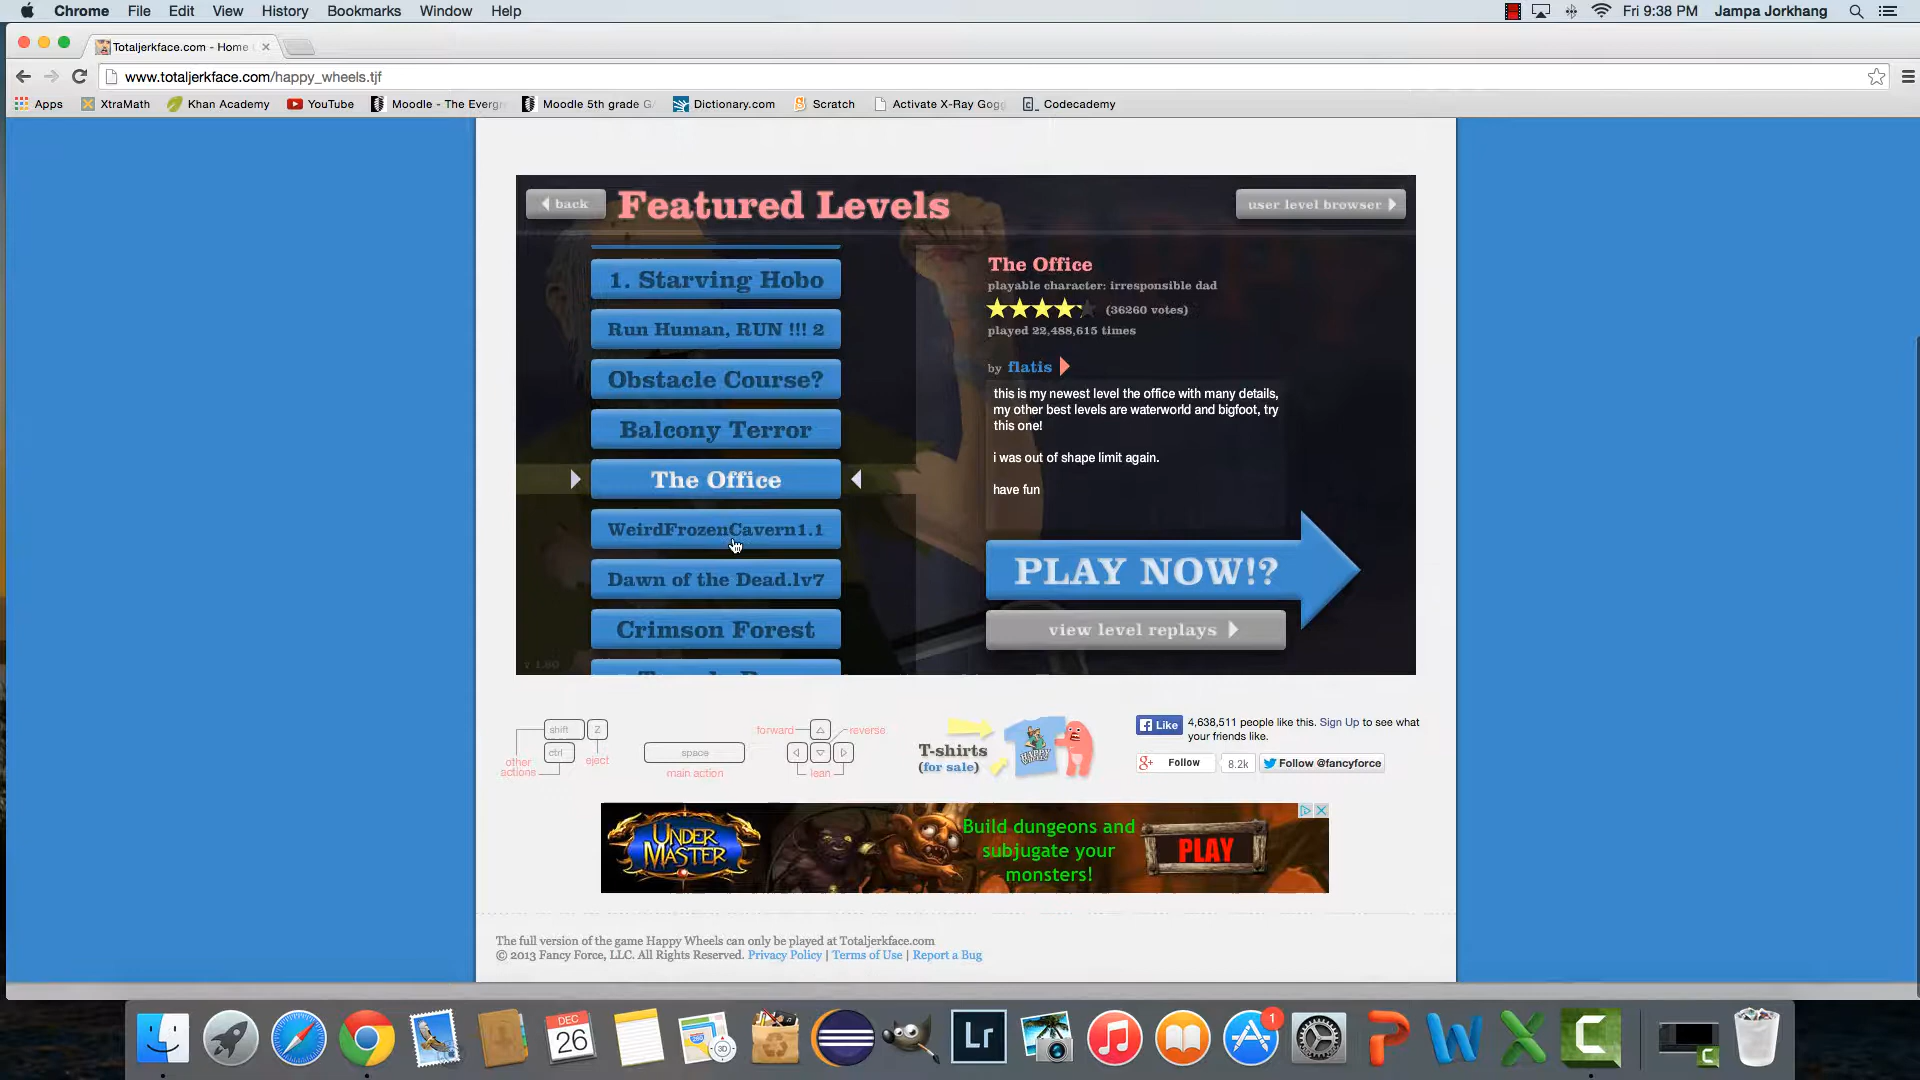 Chrome File Edit View History Bookmarks Window Help
Fri 9:38 PM Jampa Jorkhang
Totaljerkface.com - Home
www.totaljerkface.com/happy_wheels.tjf
Apps XtraMath Khan Academy YouTube Moodle - The Evergr Moodle 5th grade G Dictionary.com Scratch Activate X-Ray Gogg Codecademy
back
Featured Levels
user level browser
1. Starving Hobo
Run Human, RUN !!! 2
Obstacle Course?
Balcony Terror
The Office
WeirdFrozenCavern1.1
Dawn of the Dead.lv7
Crimson Forest
v 1.80
The Office
playable character: irresponsible dad
(36260 votes)
played 22,488,615 times
by flatis
this is my newest level the office with many details,
my other best levels are waterworld and bigfoot, try
this one!
i was out of shape limit again.
have fun
PLAY NOW!?
view level replays
shift Z
ctrl
other
actions
eject
space
main action
forward
reverse
lean
T-shirts
(for sale)
HAPPY
WHEELS
Like
4,638,511 people like this. Sign Up to see what
your friends like.
Follow 8.2k Follow @fancyforce
UNDER
MASTER
Build dungeons and
subjugate your
monsters!
PLAY
The full version of the game Happy Wheels can only be played at Totaljerkface.com
© 2013 Fancy Force, LLC. All Rights Reserved. Privacy Policy | Terms of Use | Report a Bug
DEC
26
3D
Lr
1
P W X C
C